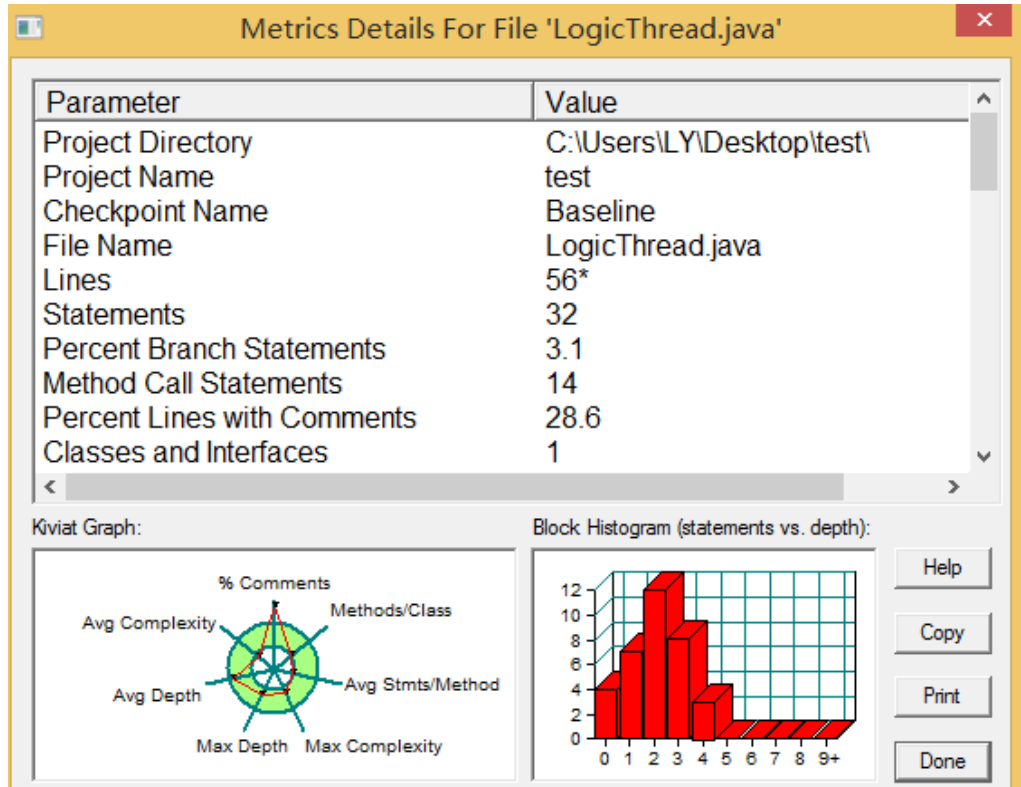 Metrics Details For File 'LogicThread.java'
Parameter Value
Project Directory C:\Users\LY\Desktop\test\
Project Name test
Checkpoint Name Baseline
File Name LogicThread.java
Lines 56*
Statements 32
Percent Branch Statements 3.1
Method Call Statements 14
Percent Lines with Comments 28.6
Classes and Interfaces 1
Kiviat Graph:
% Comments
Methods/Class
Avg Complexity
Avg Stmts/Method
Avg Depth
Max Depth Max Complexity
Block Histogram (statements vs. depth):
12
10
8
6
4
2
0
0 1 2 3 4 5 6 7 8 9+
Help
Copy
Print
Done